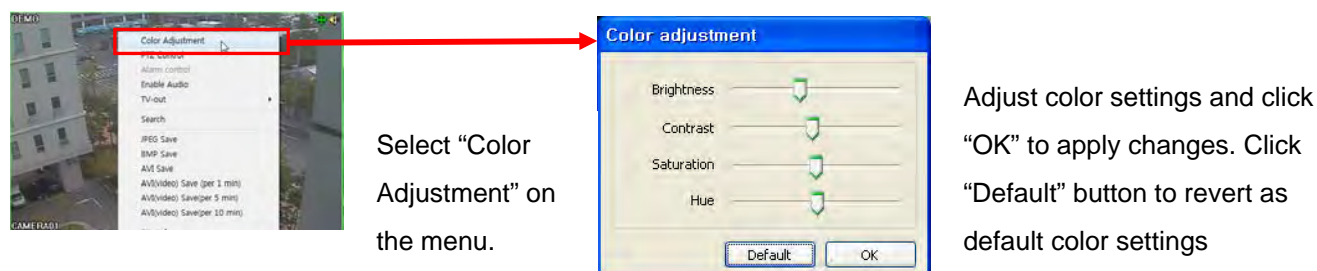 DEMO
Color Adjustment
PTZ Control
Alarm control
Enable Audio
TV-out
Search
JPEG Save
BMP Save
AVI Save
AVI(video) Save (per 1 min)
AVI(video) Save(per 5 min)
AVI(video) Save(per 10 min)
CAMERA01
Select “Color
Adjustment” on
the menu.
Color adjustment
Brightness
Contrast
Saturation
Hue
Default
OK
Adjust color settings and click
“OK” to apply changes. Click
“Default” button to revert as
default color settings